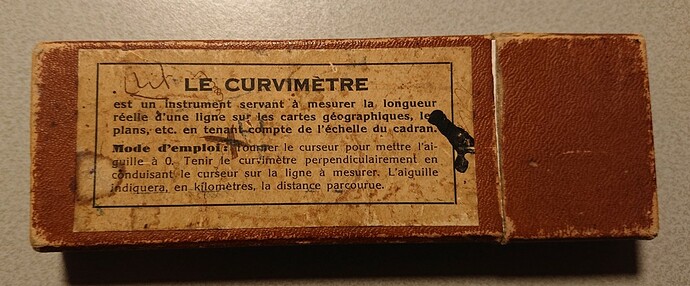 LE CURVIMÈTRE
est un instrument servant à mesurer la longueur
réelle d'une ligne sur les cartes géographiques, les
plans, etc. en tenant compte de l'échelle du cadran.
Mode d'emploi: Tourner le curseur pour mettre l'ai-
guille à 0. Tenir le curvimètre perpendiculairement en
conduisant le curseur sur la ligne à mesurer. L'aiguille
indiquera, en kilomètres, la distance parcourue.